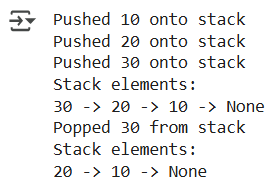 Pushed 10 onto stack
Pushed 20 onto stack
Pushed 30 onto stack
Stack elements:
30 -> 20 -> 10 -> None
Popped 30 from stack
Stack elements:
20 -> 10 -> None